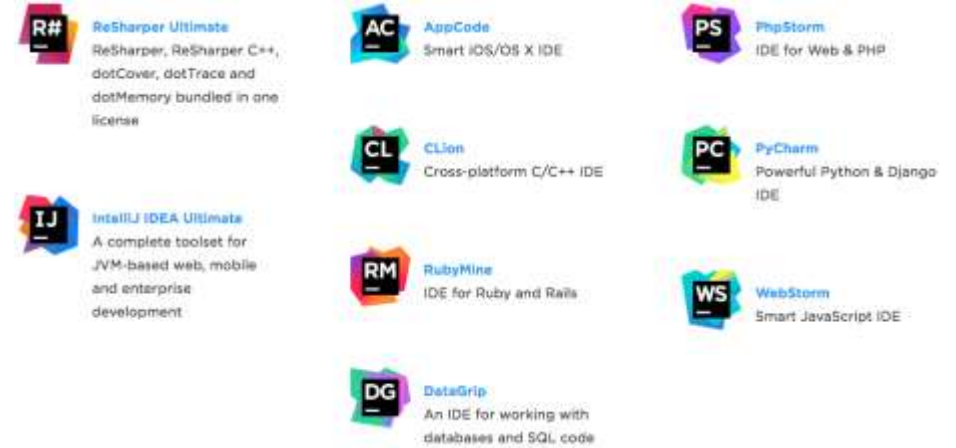 R#
ReSharper Ultimate
ReSharper, ReSharper C++,
dotCover, dotTrace and
dotMemory bundled in one
license
IJ
IntelliJ IDEA Ultimate
A complete toolset for
JVM-based web, mobile
and enterprise
development
AC
AppCode
Smart iOS/OS X IDE
CL
CLion
Cross-platform C/C++ IDE
RM
RubyMine
IDE for Ruby and Rails
DG
DataGrip
An IDE for working with
databases and SQL code
PS
PhpStorm
IDE for Web & PHP
PC
PyCharm
Powerful Python & Django
IDE
WS
WebStorm
Smart JavaScript IDE